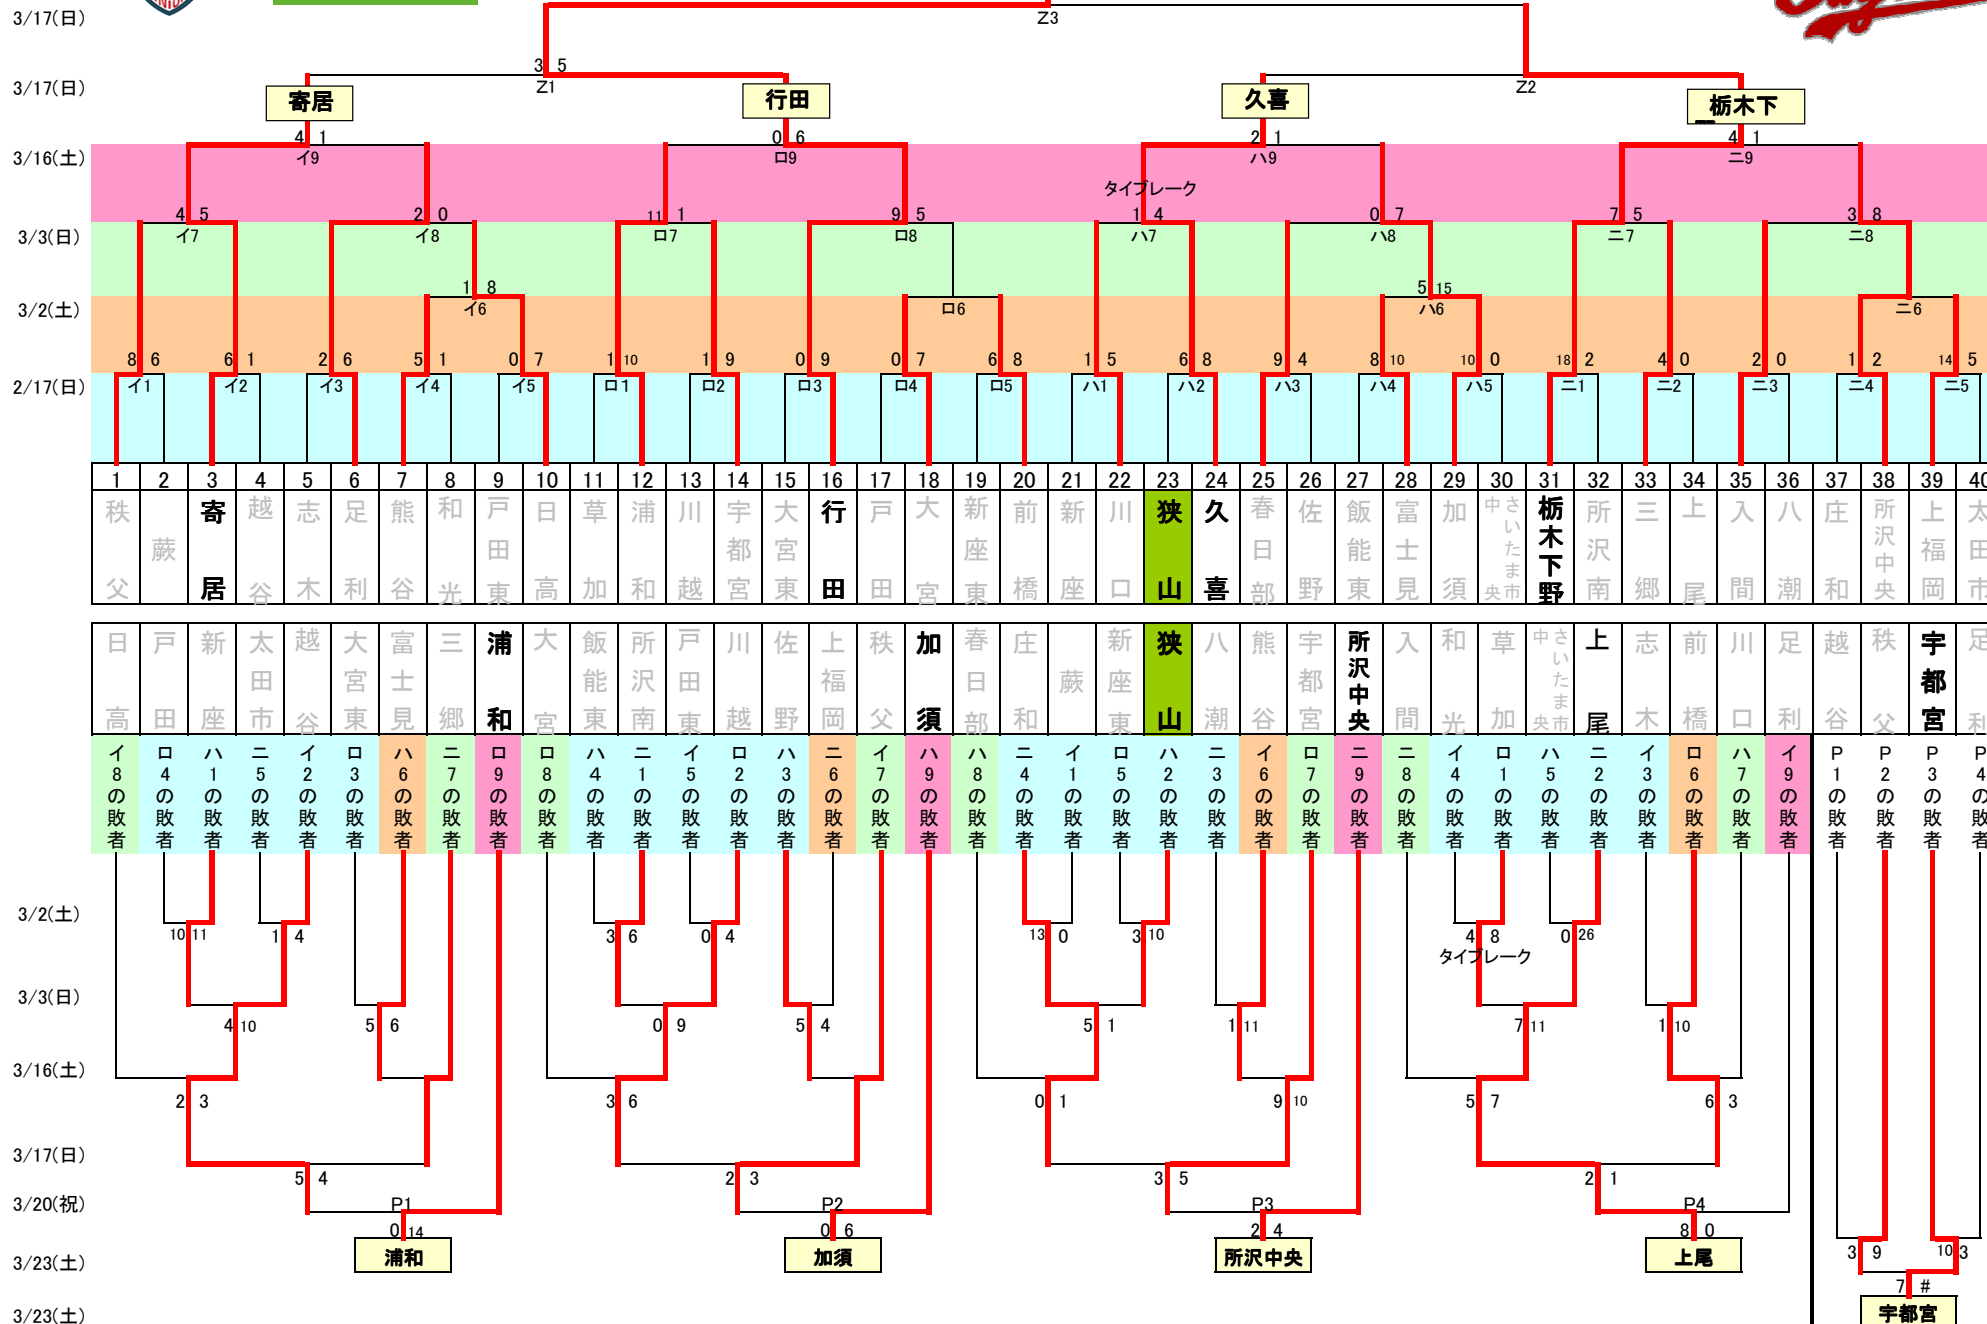 3/17(日)
Z3
3/17(日)
3 5
Z1
Z2
寄居
行田
久喜
栃木下
4 1
0 6
2 1
4 1
3/16(土)
イ9
ロ9
ハ9
ニ9
タイブレーク
4 5
2 0
11 1
9 5
1 4
0 7
7 5
3 8
3/3(日)
イ7
イ8
ロ7
ロ8
ハ7
ハ8
ニ7
ニ8
1 8
5 15
3/2(土)
イ6
ロ6
ハ6
ニ6
8 6
6 1
2 6
5 1
0 7
1 10
1 9
0 9
0 7
6 8
1 5
6 8
9 4
8 10
10 0
18 2
4 0
2 0
1 2
14 5
2/17(日)
イ1
イ2
イ3
イ4
イ5
ロ1
ロ2
ロ3
ロ4
ロ5
ハ1
ハ2
ハ3
ハ4
ハ5
ニ1
ニ2
ニ3
ニ4
ニ5
1 2 3 4 5 6 7 8 9 10 11 12 13 14 15 16 17 18 19 20 21 22 23 24 25 26 27 28 29 30 31 32 33 34 35 36 37 38 39 40
秩父
蕨
寄居
越谷
志木
足利
熊谷
和光
戸田東
日高
草加
浦和
川越
宇都宮
大宮東
行田
戸田
大宮
新座東
前橋
新座
川口
狭山
久喜
春日部
佐野
飯能東
富士見
加須
さいたま市中央
栃木下野
所沢南
三郷
上尾
入間
八潮
庄和
所沢中央
上福岡
太田市
日高
戸田
新座
太田市
越谷
大宮東
富士見
三郷
浦和
大宮
飯能東
所沢南
戸田東
川越
佐野
上福岡
秩父
加須
春日部
庄和
蕨
新座東
狭山
八潮
熊谷
宇都宮
所沢中央
入間
和光
草加
さいたま市中央
上尾
志木
前橋
川口
足利
越谷
秩父
宇都宮
足利
イ8の敗者
ロ4の敗者
ハ1の敗者
ニ5の敗者
イ2の敗者
ロ3の敗者
ハ6の敗者
ニ7の敗者
ロ9の敗者
ロ8の敗者
ハ4の敗者
ニ1の敗者
イ5の敗者
ロ2の敗者
ハ3の敗者
ニ6の敗者
イ7の敗者
ハ9の敗者
ハ8の敗者
ニ4の敗者
イ1の敗者
ロ5の敗者
ハ2の敗者
ニ3の敗者
イ6の敗者
ロ7の敗者
ニ9の敗者
ニ8の敗者
イ4の敗者
ロ1の敗者
ハ5の敗者
ニ2の敗者
イ3の敗者
ロ6の敗者
ハ7の敗者
イ9の敗者
P1の敗者
P2の敗者
P3の敗者
P4の敗者
3/2(土)
10 11
1 4
3 6
0 4
13 0
3 10
4 8
0 26
タイブレーク
3/3(日)
4 10
5 6
0 9
5 4
5 1
1 11
7 11
1 10
3/16(土)
2 3
3 6
0 1
9 10
5 7
6 3
3/17(日)
5 4
2 3
3 5
2 1
3/20(祝)
P1
P2
P3
P4
0 14
0 6
2 4
8 0
浦和
加須
所沢中央
上尾
3/23(土)
3 9
10 3
7 #
3/23(土)
宇都宮